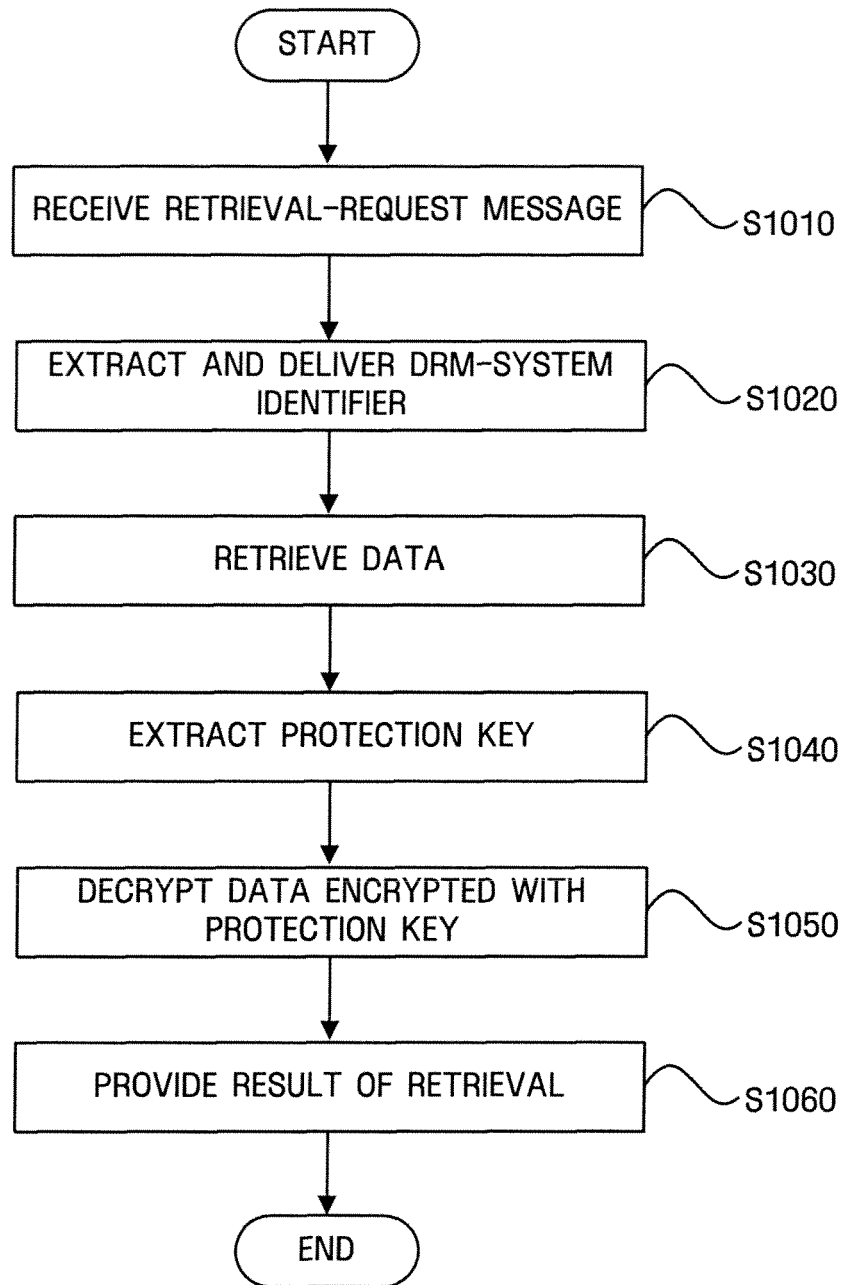 START
RECEIVE RETRIEVAL-REQUEST MESSAGE
S1010
EXTRACT AND DELIVER DRM-SYSTEM
IDENTIFIER
S1020
RETRIEVE DATA
S1030
EXTRACT PROTECTION KEY
S1040
DECRYPT DATA ENCRYPTED WITH
PROTECTION KEY
S1050
PROVIDE RESULT OF RETRIEVAL
S1060
END